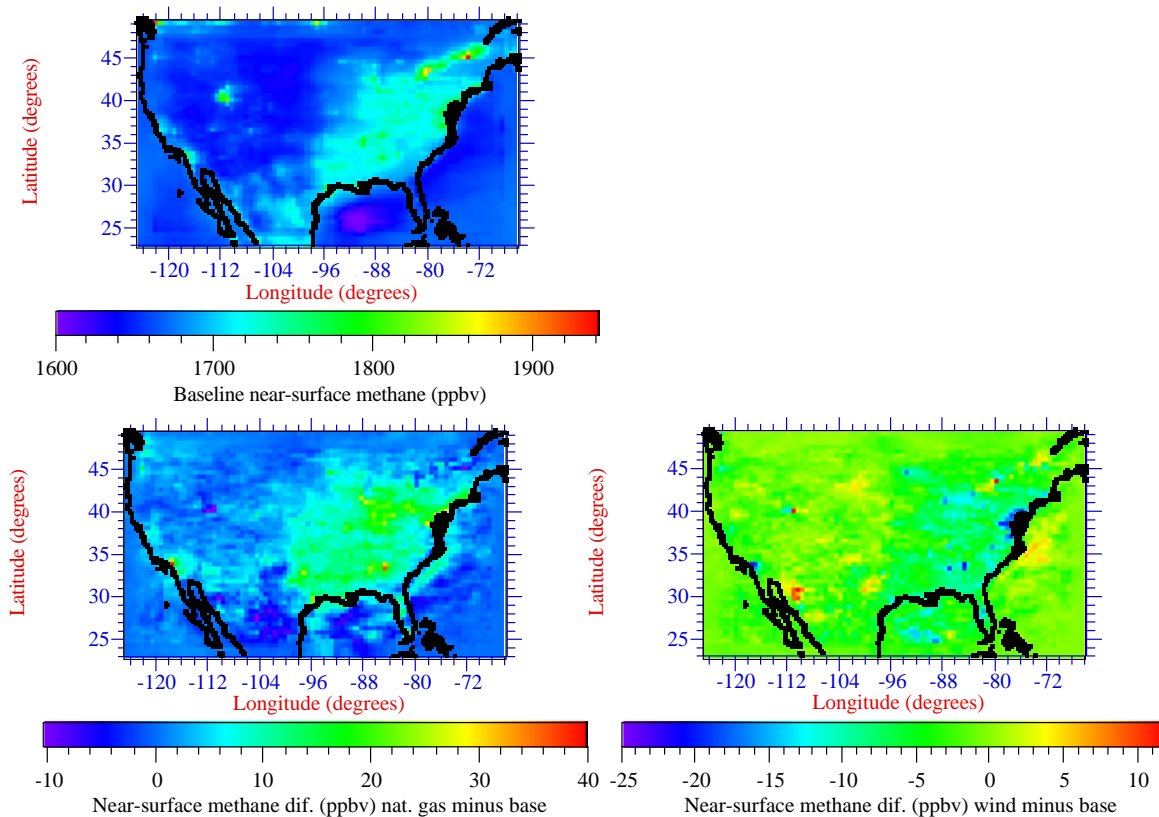 Latitude (degrees)
45
40
35
30
25
-120 -112 -104 -96 -88 -80 -72
Longitude (degrees)
1600 1700 1800 1900
Baseline near-surface methane (ppbv)
Latitude (degrees)
45
40
35
30
25
-120 -112 -104 -96 -88 -80 -72
Longitude (degrees)
-10 0 10 20 30 40
Near-surface methane dif. (ppbv) nat. gas minus base
Latitude (degrees)
45
40
35
30
25
-120 -112 -104 -96 -88 -80 -72
Longitude (degrees)
-25 -20 -15 -10 -5 0 5 10
Near-surface methane dif. (ppbv) wind minus base